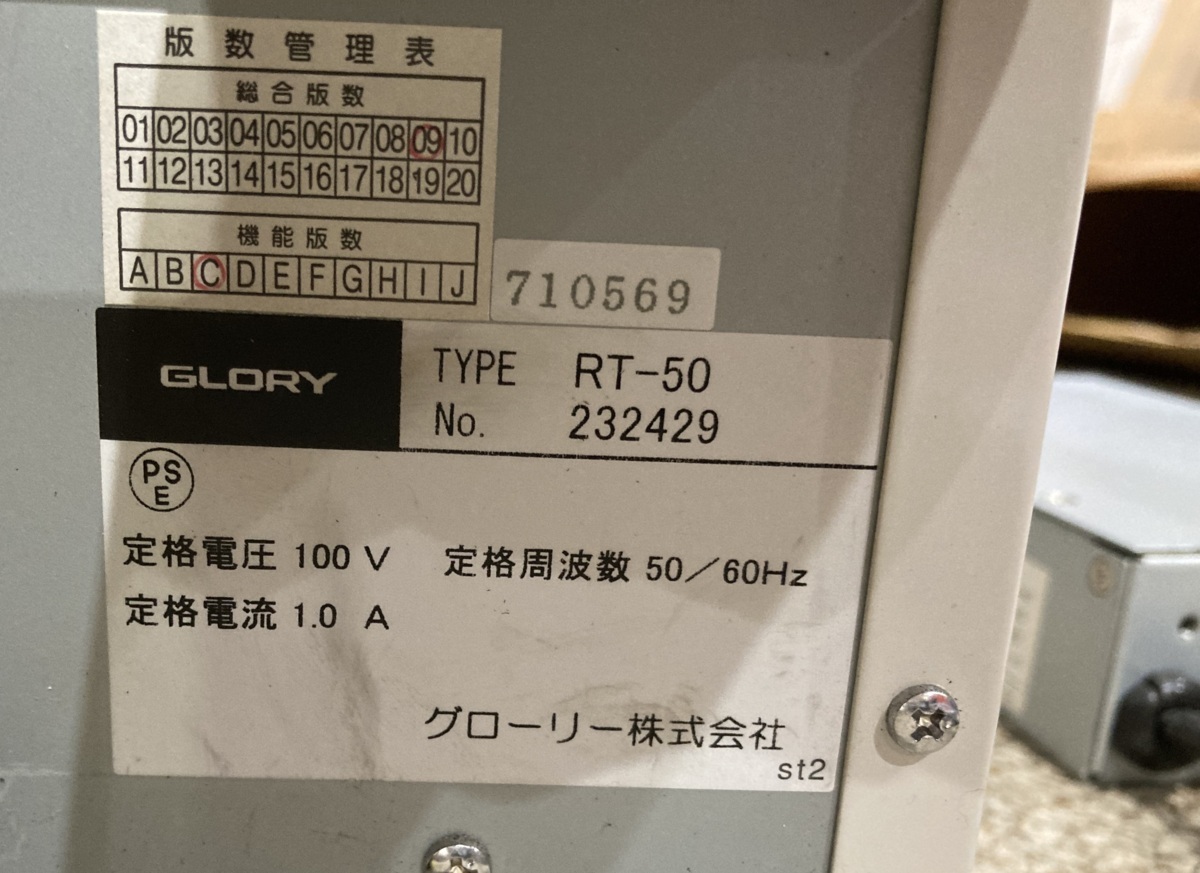 版数管理表
総合版数
01 02 03 04 05 06 07 08 09 10
11 12 13 14 15 16 17 18 19 20
機能版数
A B C D E F G H I J
710569
GLORY
TYPE RT-50
No. 232429
PS
E
定格電圧 100 V 定格周波数 50/60Hz
定格電流 1.0 A
グローリー株式会社
st2